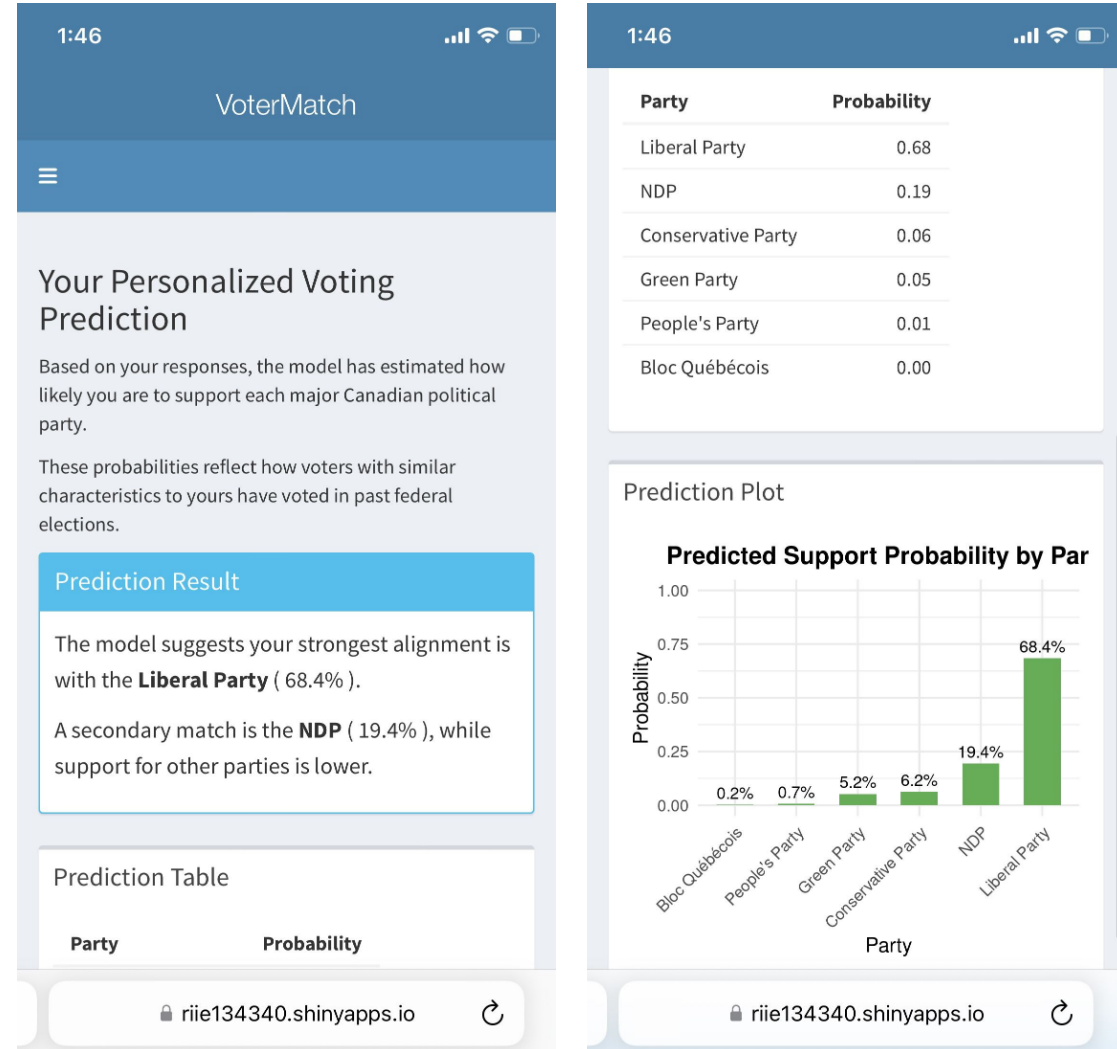 1:46
VoterMatch
Your Personalized Voting
Prediction
Based on your responses, the model has estimated how
likely you are to support each major Canadian political
party.
These probabilities reflect how voters with similar
characteristics to yours have voted in past federal
elections.
Prediction Result
The model suggests your strongest alignment is
with the Liberal Party ( 68.4% ).
A secondary match is the NDP ( 19.4% ), while
support for other parties is lower.
Prediction Table
Party Probability
riie134340.shinyapps.io
1:46
Party Probability
Liberal Party 0.68
NDP 0.19
Conservative Party 0.06
Green Party 0.05
People's Party 0.01
Bloc Québécois 0.00
Prediction Plot
Predicted Support Probability by Par
Probability
1.00
0.75
0.50
0.25
0.00
0.2% 0.7% 5.2% 6.2% 19.4% 68.4%
Bloc Québécois People's Party Green Party Conservative Party NDP Liberal Party
Party
riie134340.shinyapps.io